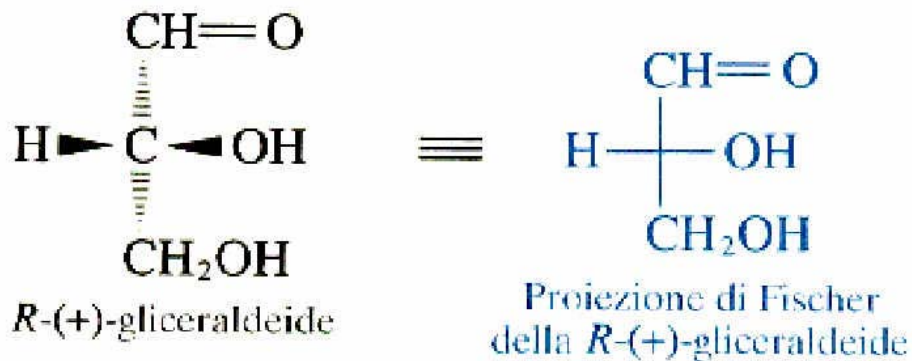 CH=O
H C OH
CH₂OH
R-(+)-gliceraldeide
≡
CH=O
H OH
CH₂OH
Proiezione di Fischer
della R-(+)-gliceraldeide